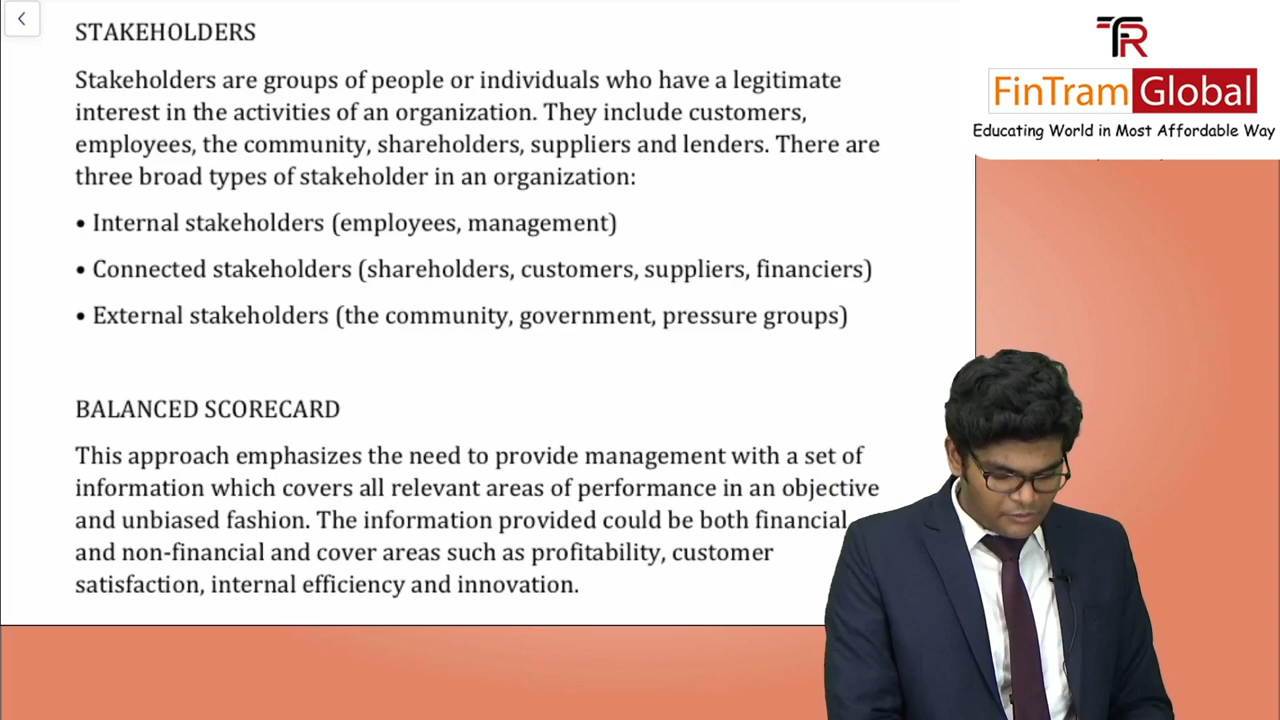 STAKEHOLDERS
Stakeholders are groups of people or individuals who have a legitimate
interest in the activities of an organization. They include customers,
employees, the community, shareholders, suppliers and lenders. There are
three broad types of stakeholder in an organization:
• Internal stakeholders (employees, management)
• Connected stakeholders (shareholders, customers, suppliers, financiers)
• External stakeholders (the community, government, pressure groups)
BALANCED SCORECARD
This approach emphasizes the need to provide management with a set of
information which covers all relevant areas of performance in an objective
and unbiased fashion. The information provided could be both financial
and non-financial and cover areas such as profitability, customer
satisfaction, internal efficiency and innovation.
TR
FinTram Global
Educating World in Most Affordable Way